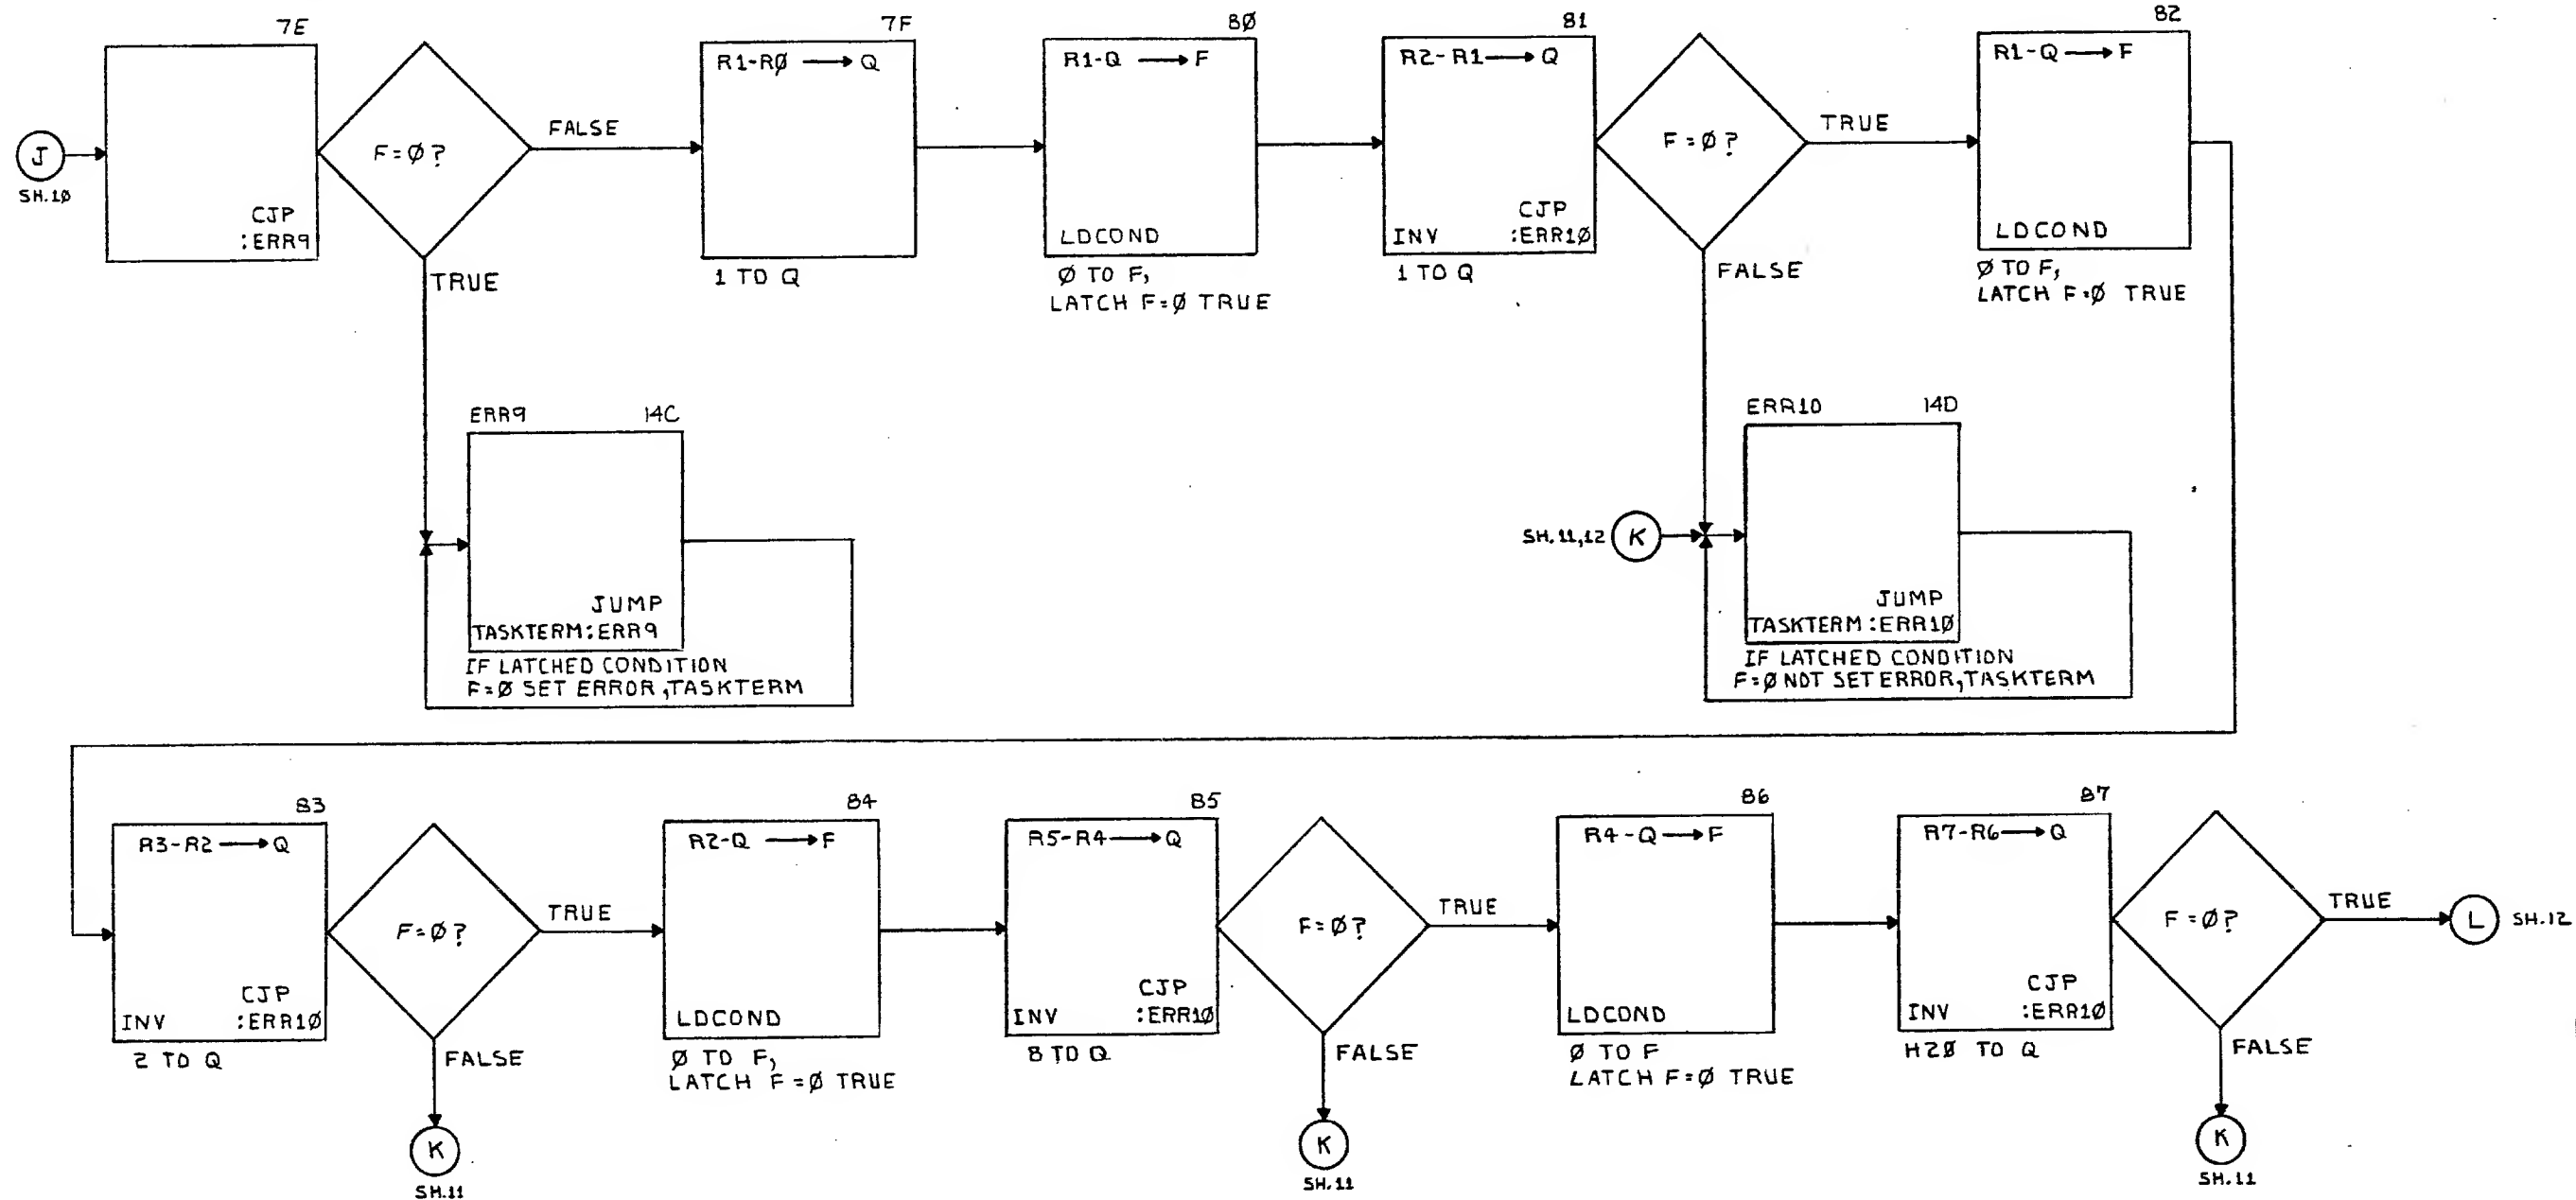 7E
CJP
:ERR9
J
SH.10
F=Ø?
FALSE
TRUE
7F
R1-RØ → Q
1 TO Q
8Ø
R1-Q → F
LDCOND
Ø TO F,
LATCH F=Ø TRUE
81
R2-R1 → Q
CJP
INV :ERR1Ø
1 TO Q
F=Ø?
TRUE
FALSE
82
R1-Q → F
LDCOND
Ø TO F,
LATCH F=Ø TRUE
ERR9 14C
JUMP
TASKTERM:ERR9
IF LATCHED CONDITION
F=Ø SET ERROR,TASKTERM
SH.11,12
K
ERR10 14D
JUMP
TASKTERM:ERR1Ø
IF LATCHED CONDITION
F=Ø NOT SET ERROR,TASKTERM
83
R3-R2 → Q
CJP
INV :ERR1Ø
2 TO Q
F=Ø?
TRUE
FALSE
K
SH.11
84
R2-Q → F
LDCOND
Ø TO F,
LATCH F=Ø TRUE
85
R5-R4 → Q
CJP
INV :ERR1Ø
8 TO Q
F=Ø?
TRUE
FALSE
K
SH.11
86
R4-Q → F
LDCOND
Ø TO F
LATCH F=Ø TRUE
87
R7-R6 → Q
CJP
INV :ERR1Ø
H2Ø TO Q
F=Ø?
TRUE
L
SH.12
FALSE
K
SH.11